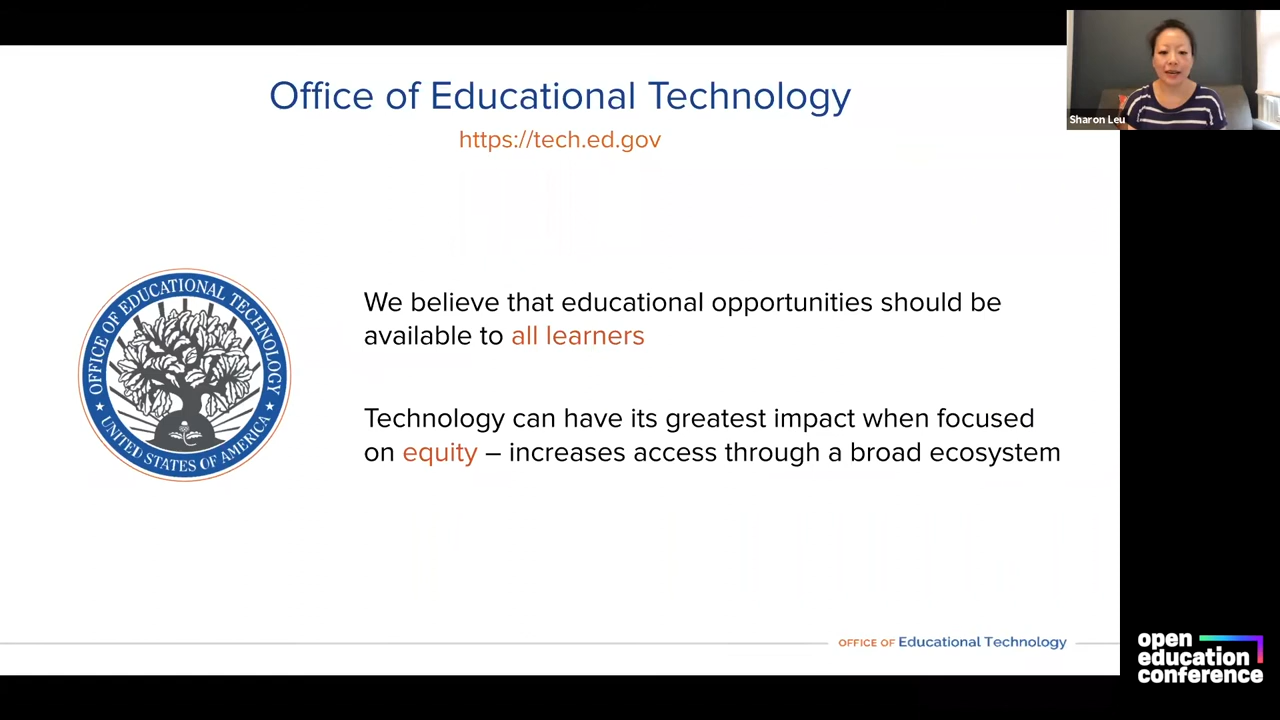 Office of Educational Technology
https://tech.ed.gov
Sharon Leu
OFFICE OF EDUCATIONAL TECHNOLOGY
★ UNITED STATES OF AMERICA ★
We believe that educational opportunities should be
available to all learners
Technology can have its greatest impact when focused
on equity – increases access through a broad ecosystem
OFFICE OF Educational Technology
open
education
conference